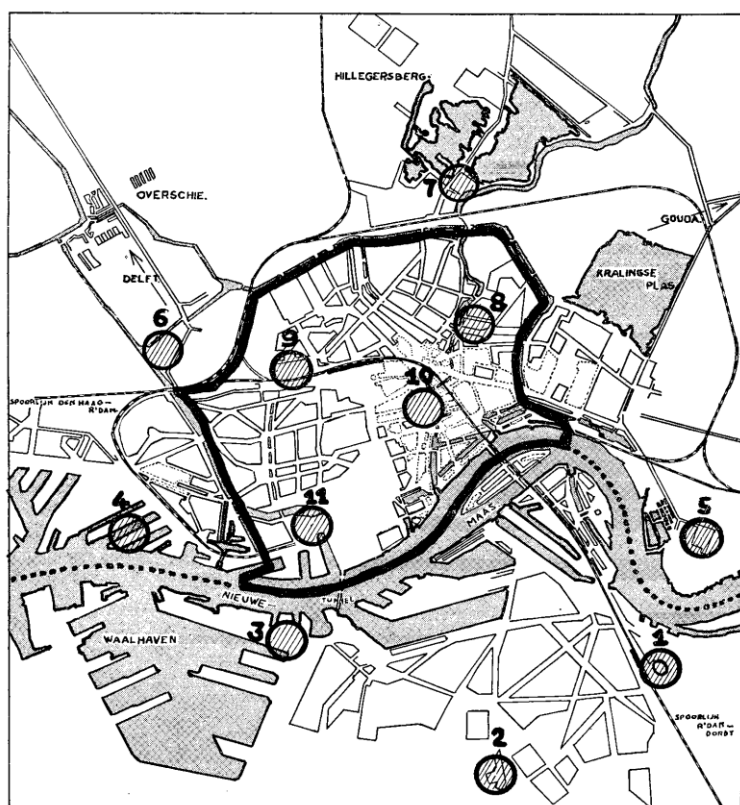 HILLEGERSBERG.
7
OVERSCHIE.
GOUDA.
DELFT
KRALINGSE
PLAS
6
8
9
10
SPOORLIJN DEN HAAG-
R'DAM
4
11
5
MAAS
NIEUWE-
TUNNEL
3
WAALHAVEN
1
SPOORLIJN
R'DAM-
DORDT
2